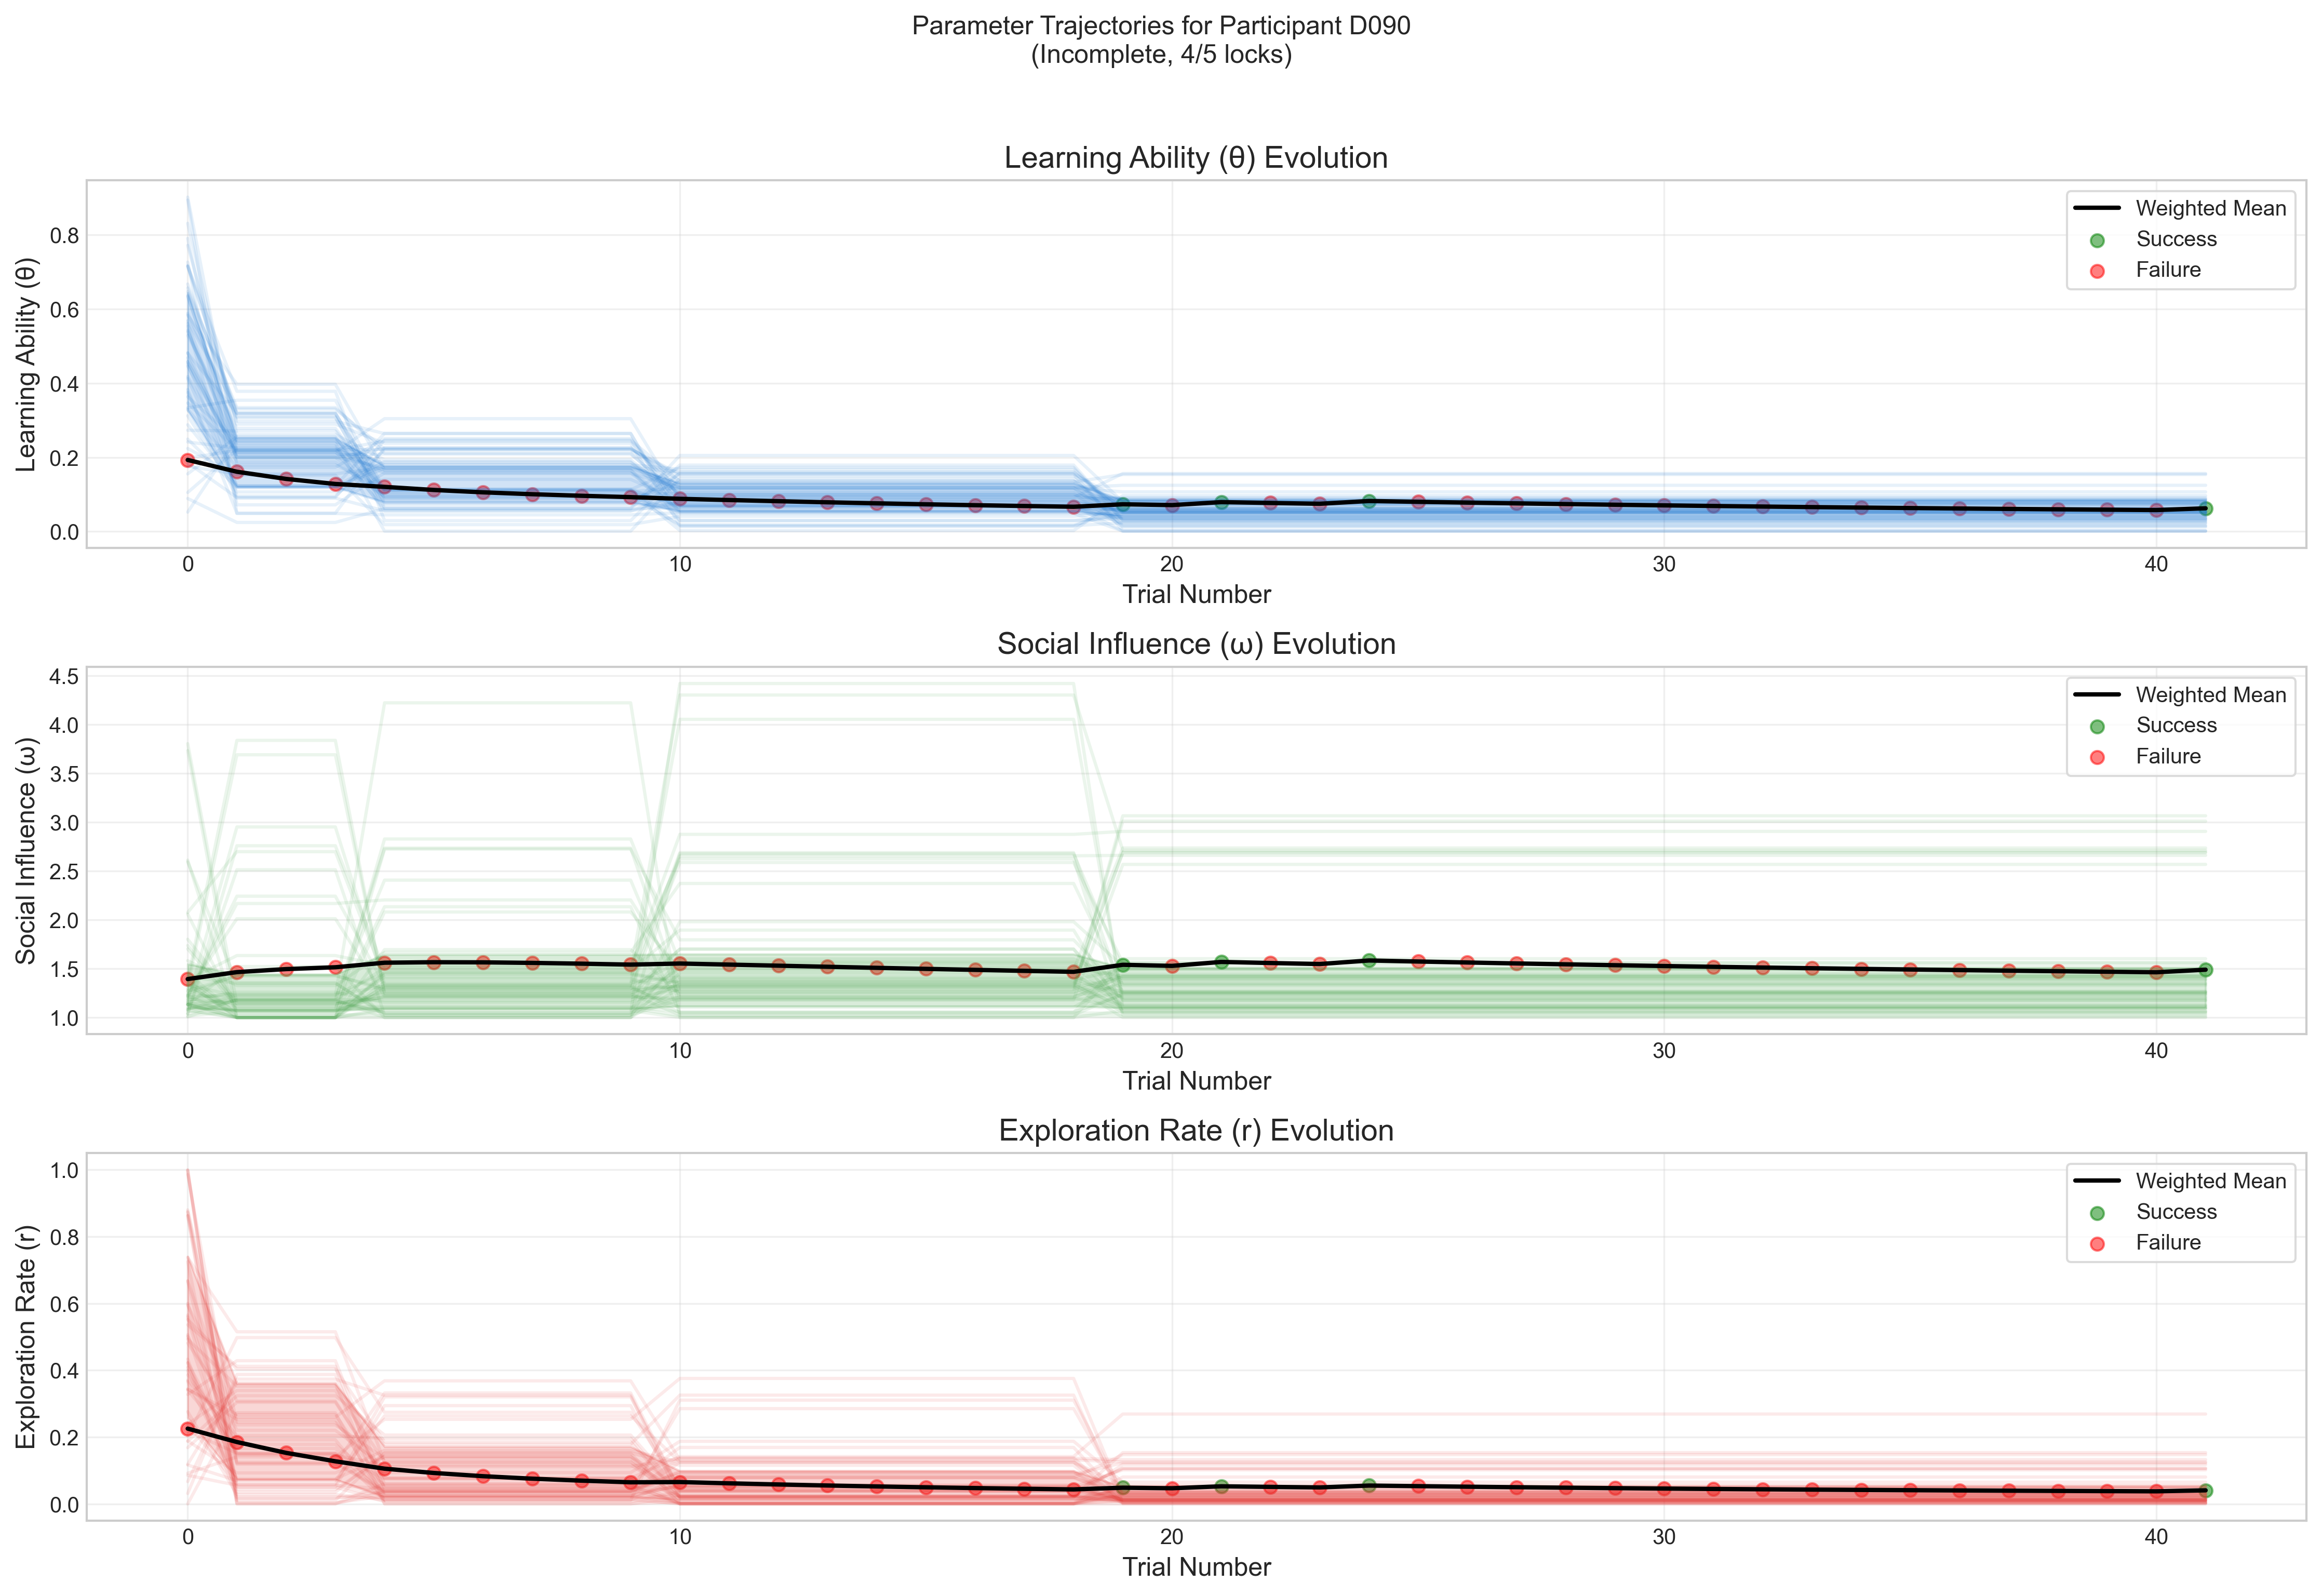 Parameter Trajectories for Participant D090
(Incomplete, 4/5 locks)
Learning Ability (θ) Evolution
Learning Ability (θ)
0.8
0.6
0.4
0.2
0.0
Weighted Mean
Success
Failure
0 10 20 30 40
Trial Number
Social Influence (ω) Evolution
Social Influence (ω)
4.5
4.0
3.5
3.0
2.5
2.0
1.5
1.0
Weighted Mean
Success
Failure
0 10 20 30 40
Trial Number
Exploration Rate (r) Evolution
Exploration Rate (r)
1.0
0.8
0.6
0.4
0.2
0.0
Weighted Mean
Success
Failure
0 10 20 30 40
Trial Number